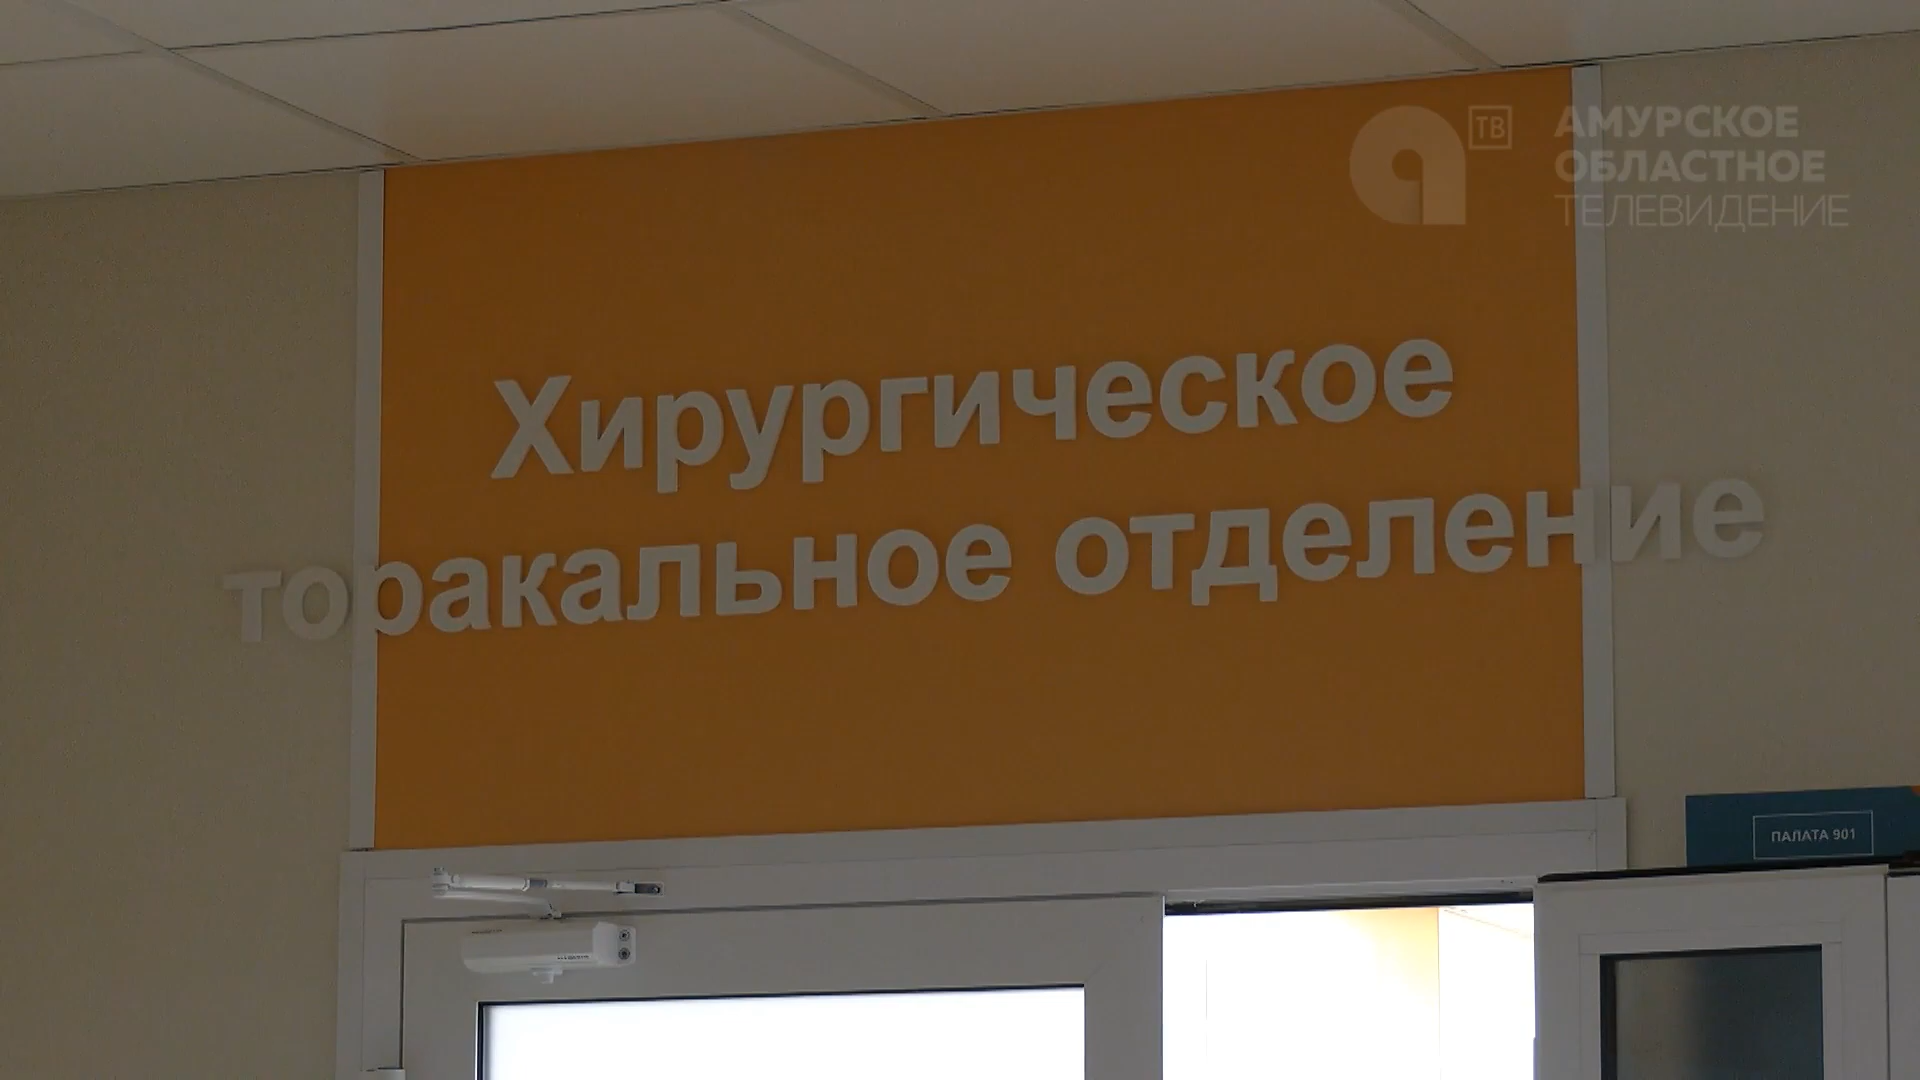 ТВ
АМУРСКОЕ
ОБЛАСТНОЕ
ТЕЛЕВИДЕНИЕ
Хирургическое
торакальное отделение
ПАЛАТА 901